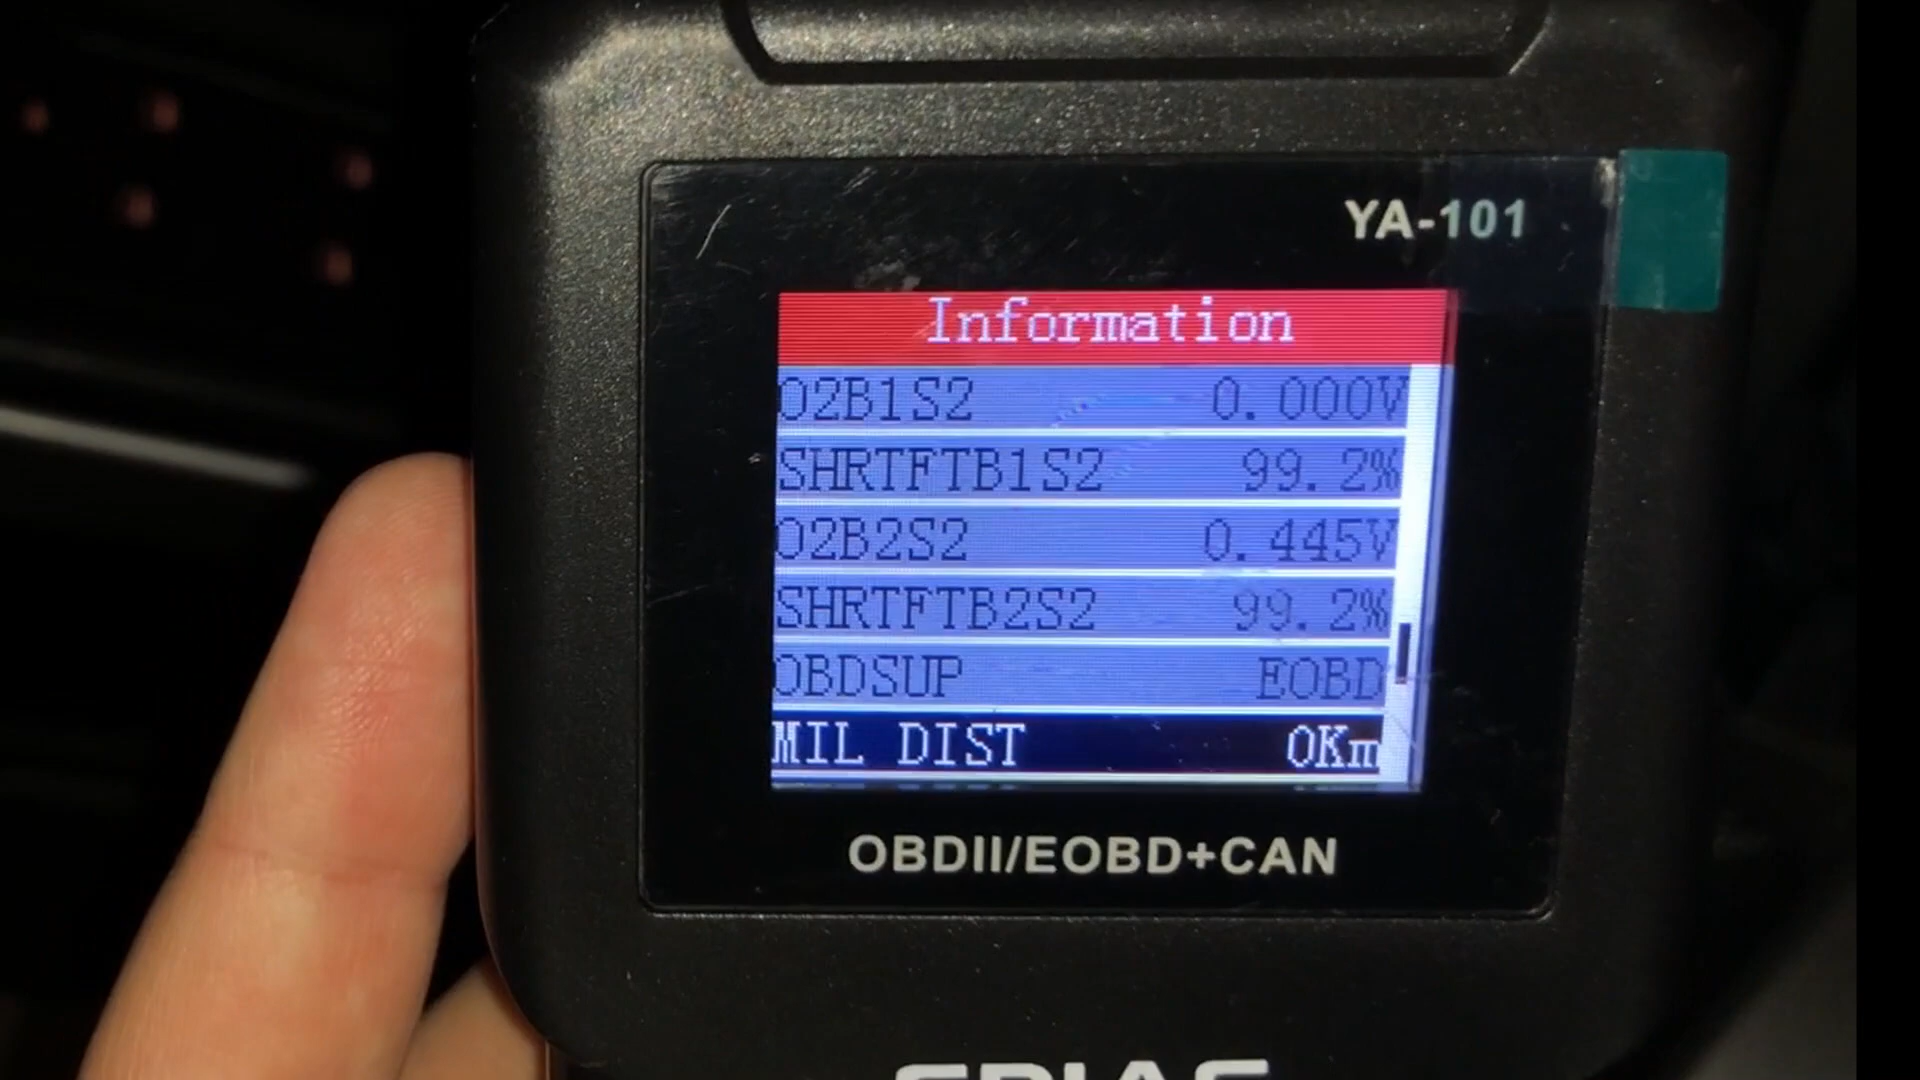 YA-101
Information
O2B1S2 0.000V
SHRTFTB1S2 99.2%
O2B2S2 0.445V
SHRTFTB2S2 99.2%
OBDSUP EOBD
MIL DIST 0Km
OBDII/EOBD+CAN